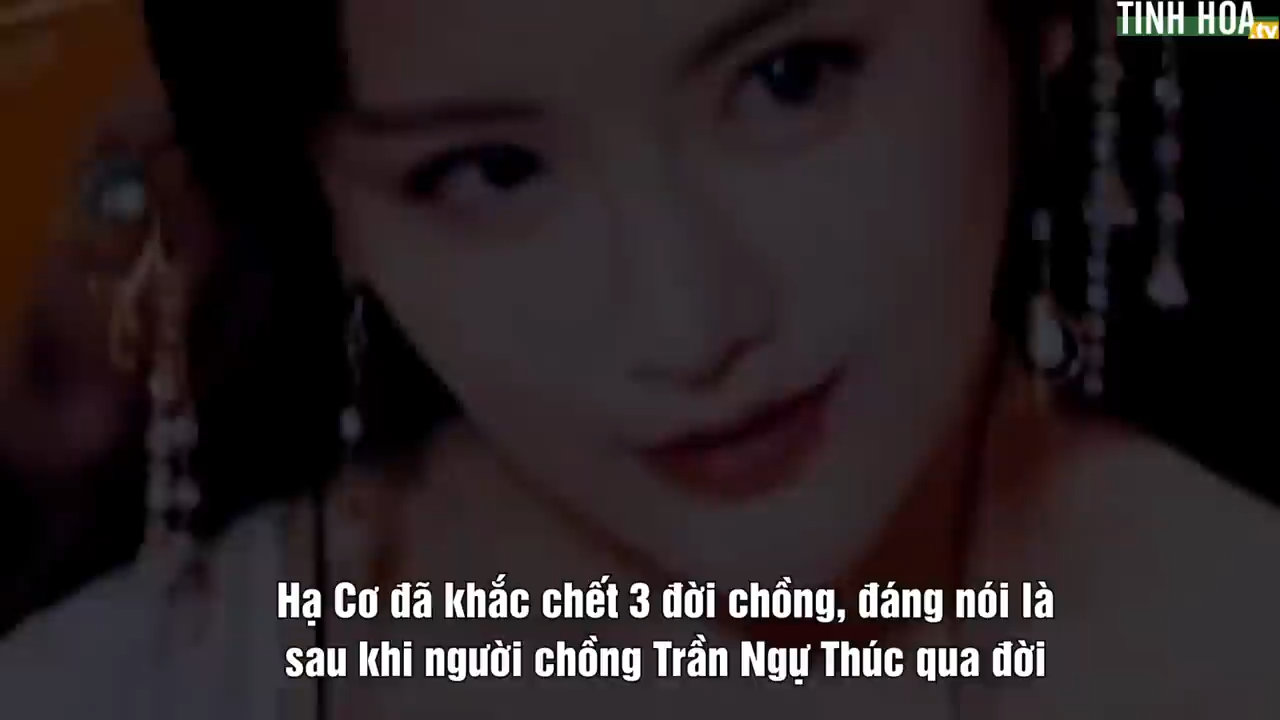 TINH HOA
.tv
Hạ Cơ đã khắc chết 3 đời chồng, đáng nói là
sau khi người chồng Trần Ngự Thúc qua đời